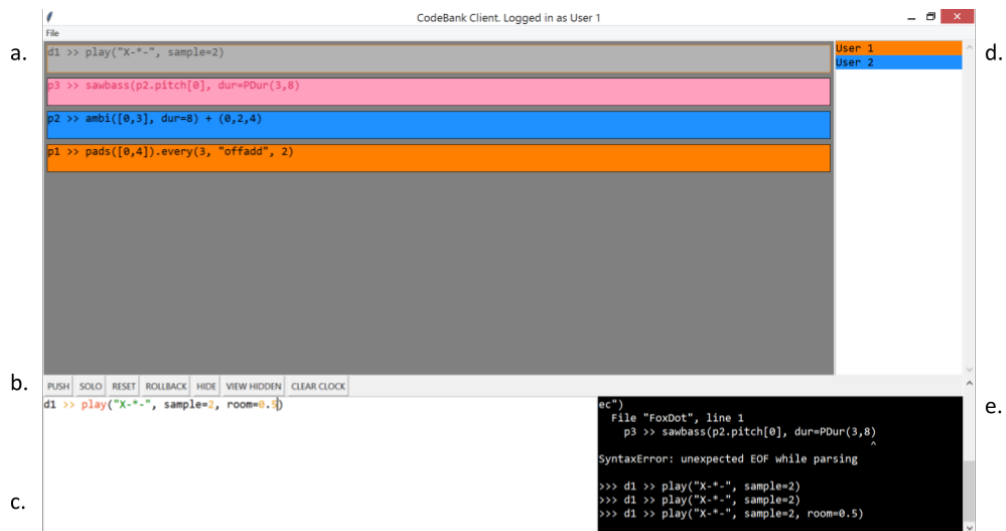 CodeBank Client. Logged in as User 1
File
a.
d1 >> play("X-*-", sample=2)
p3 >> sawbass(p2.pitch[0], dur=PDur(3,8)
p2 >> ambi([0,3], dur=8) + (0,2,4)
p1 >> pads([0,4]).every(3, "offadd", 2)
User 1
User 2
d.
b.
PUSH SOLO RESET ROLLBACK HIDE VIEW HIDDEN CLEAR CLOCK
d1 >> play("X-*-", sample=2, room=0.5)
c.
ec")
File "FoxDot", line 1
p3 >> sawbass(p2.pitch[0], dur=PDur(3,8)
^
SyntaxError: unexpected EOF while parsing
>>> d1 >> play("X-*-", sample=2)
>>> d1 >> play("X-*-", sample=2)
>>> d1 >> play("X-*-", sample=2, room=0.5)
e.